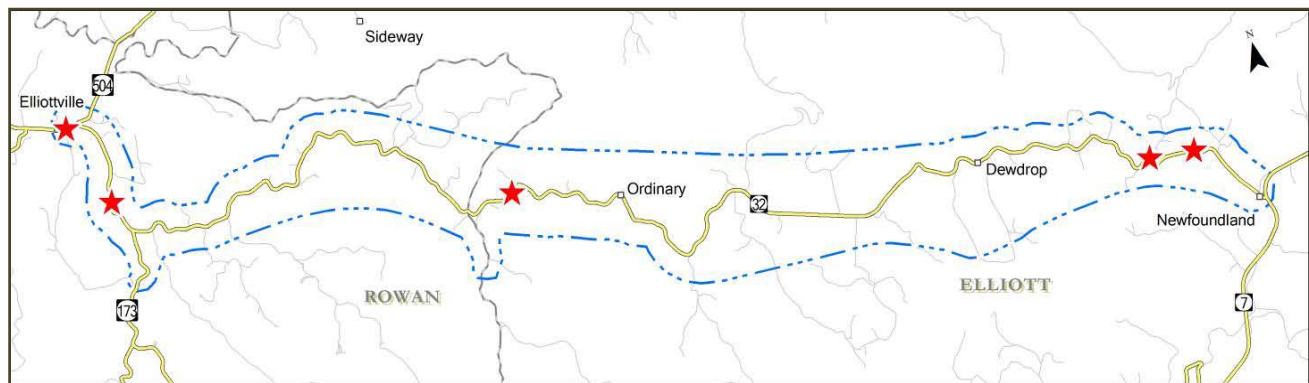 Sideway
N
504
Elliottville
Dewdrop
Ordinary
32
Newfoundland
ELLIOTT
ROWAN
173
7